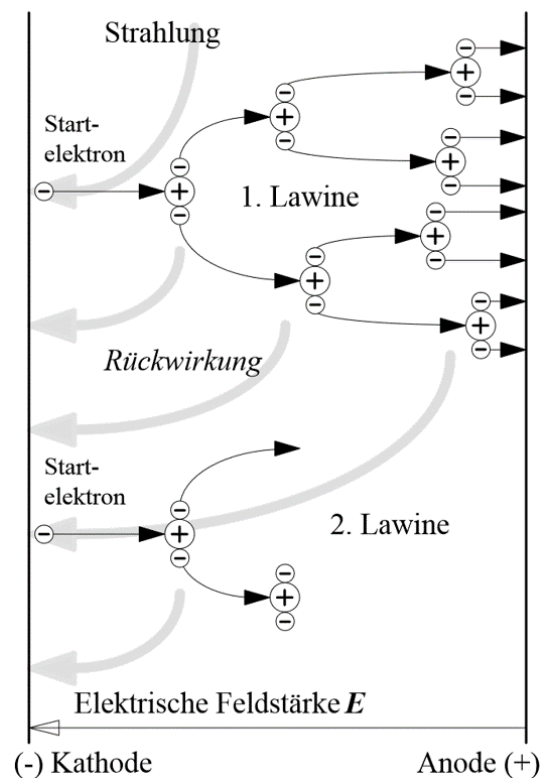 Strahlung
Start-
elektron
1. Lawine
Rückwirkung
Start-
elektron
2. Lawine
Elektrische Feldstärke E
(-) Kathode
Anode (+)